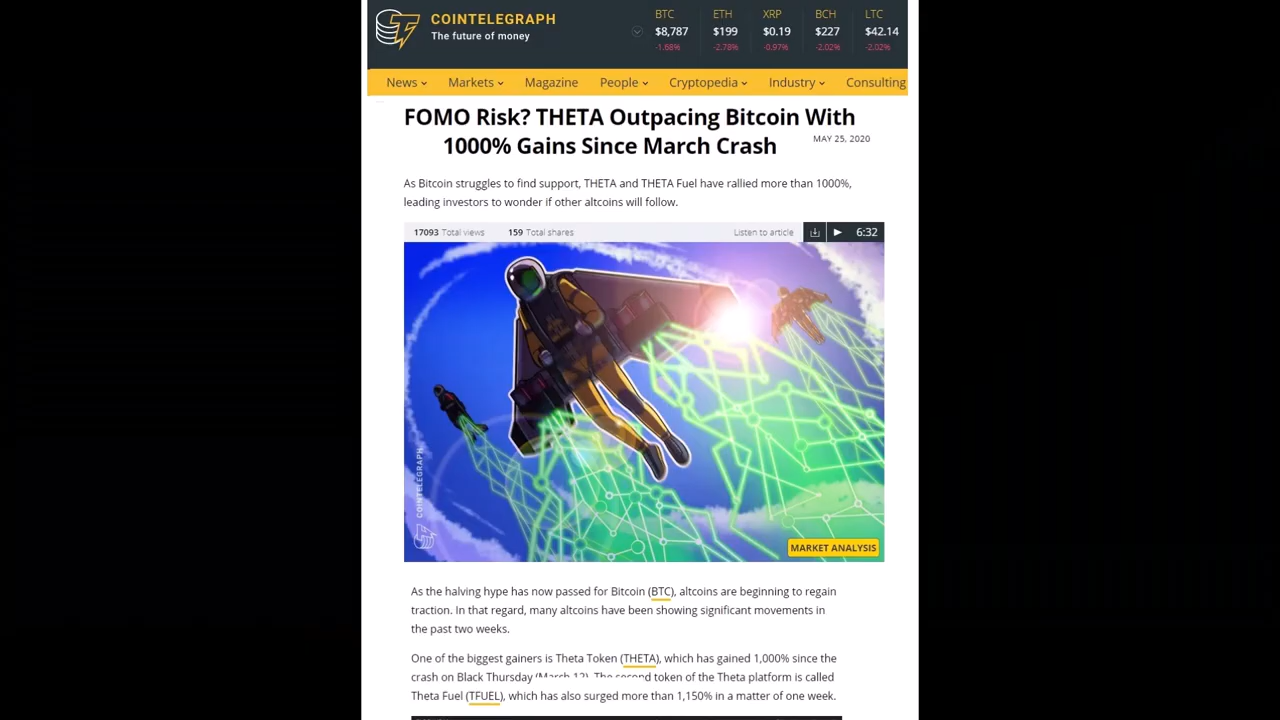 COINTELEGRAPH
The future of money
BTC ETH XRP BCH LTC
$8,787 $199 $0.19 $227 $42.14
-1.68% -2.78% -0.97% -2.02% -2.02%
News Markets Magazine People Cryptopedia Industry Consulting
FOMO Risk? THETA Outpacing Bitcoin With
1000% Gains Since March Crash
MAY 25, 2020
As Bitcoin struggles to find support, THETA and THETA Fuel have rallied more than 1000%,
leading investors to wonder if other altcoins will follow.
17093 Total views 159 Total shares Listen to article 6:32
COINTELEGRAPH
MARKET ANALYSIS
As the halving hype has now passed for Bitcoin (BTC), altcoins are beginning to regain
traction. In that regard, many altcoins have been showing significant movements in
the past two weeks.
One of the biggest gainers is Theta Token (THETA), which has gained 1,000% since the
crash on Black Thursday (March 12). The second token of the Theta platform is called
Theta Fuel (TFUEL), which has also surged more than 1,150% in a matter of one week.